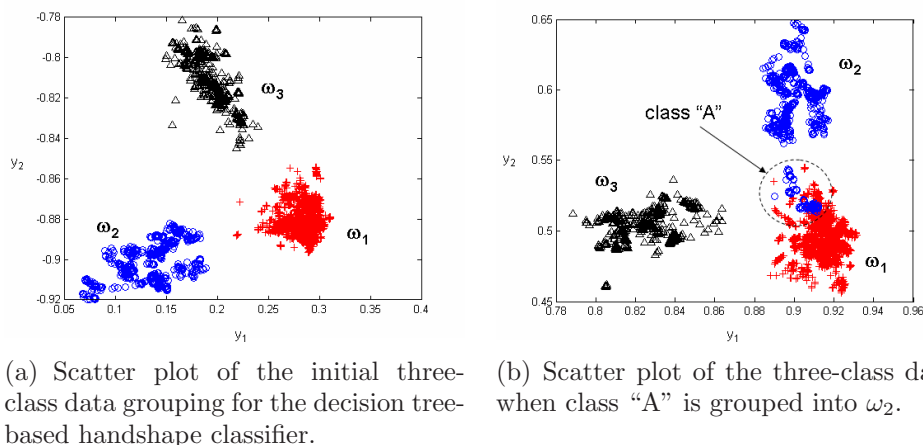 -0.78
-0.8
-0.82
-0.84
-0.86
-0.88
-0.9
-0.92
y2
ω3
ω2
ω1
0.05 0.1 0.15 0.2 0.25 0.3 0.35 0.4
y1
0.65
0.6
0.55
0.5
0.45
y2
ω2
class “A”
ω3
ω1
0.78 0.8 0.82 0.84 0.86 0.88 0.9 0.92 0.94 0.96
y1
(a) Scatter plot of the initial three-
class data grouping for the decision tree-
based handshape classifier.
(b) Scatter plot of the three-class da
when class “A” is grouped into ω2.